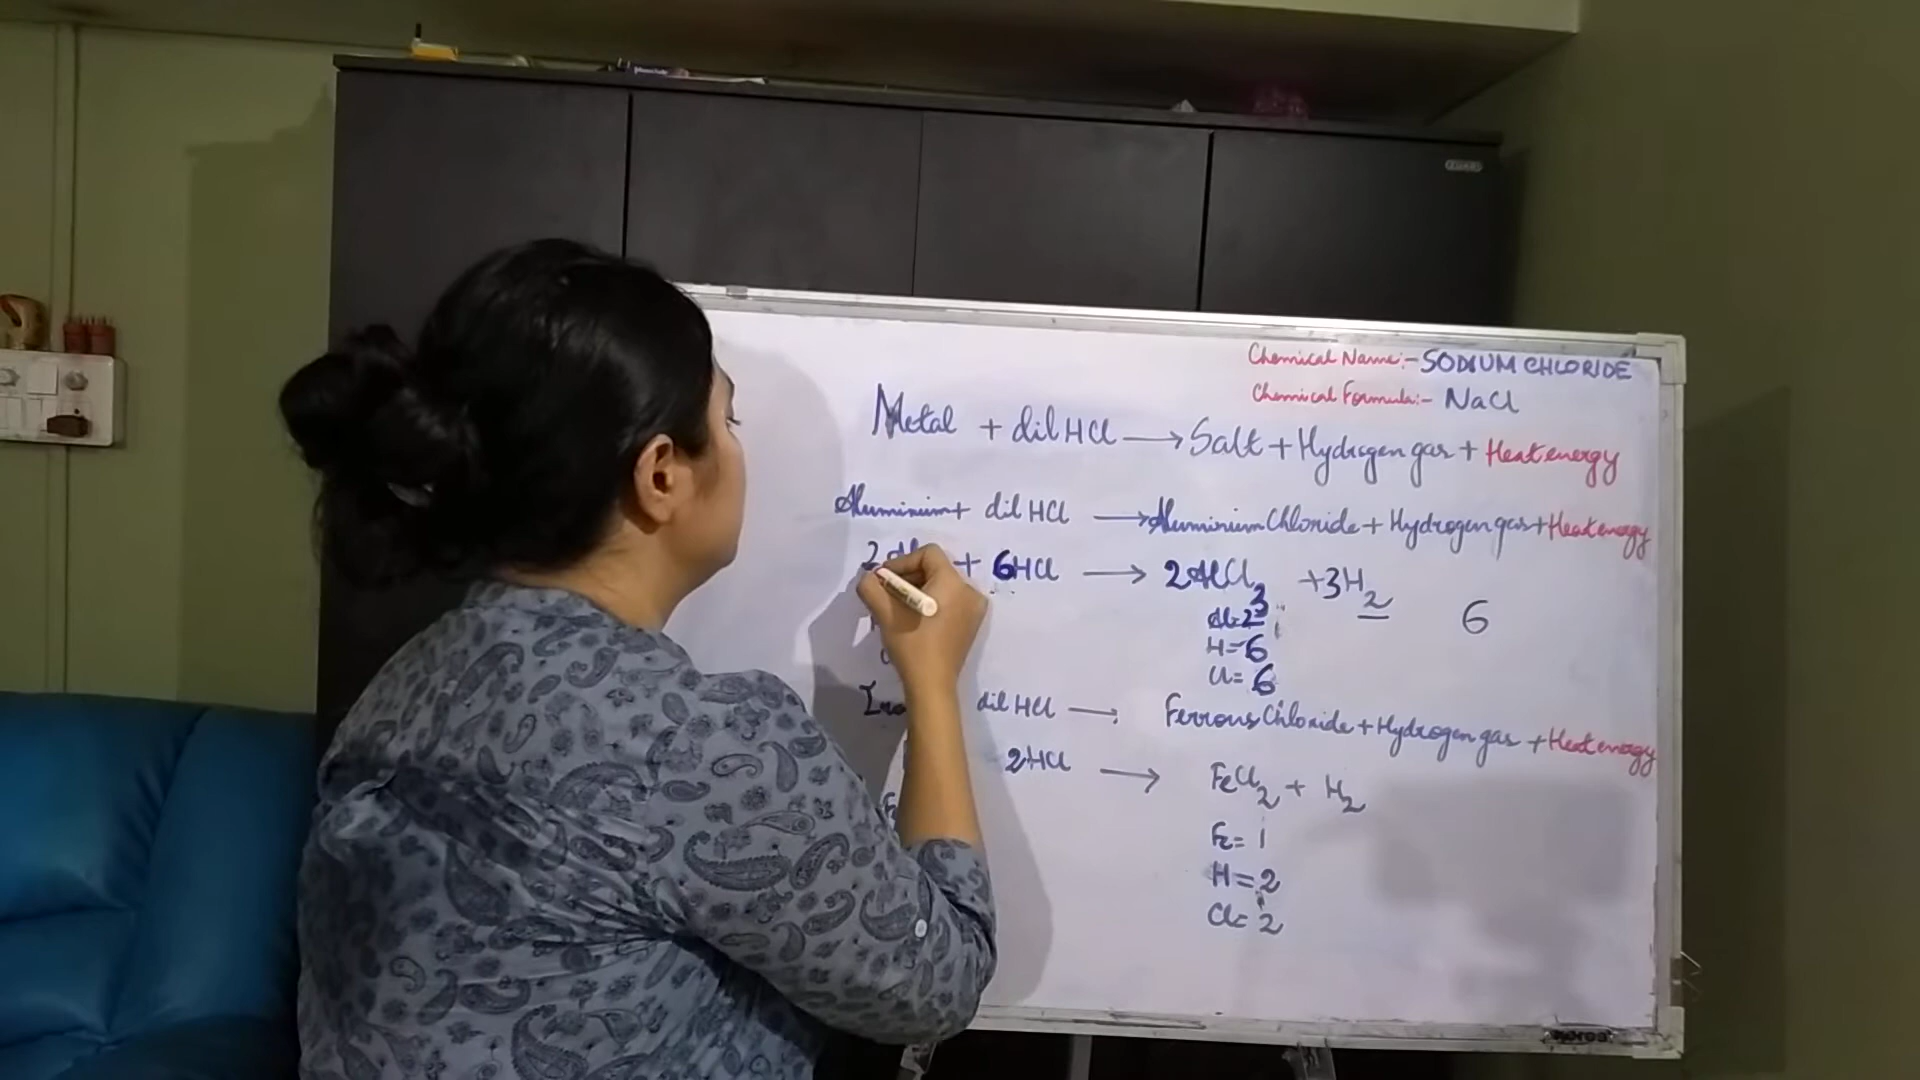 Chemical Name:- SODIUM CHLORIDE
Chemical Formula:- NaCl
Metal + dil HCl → Salt + Hydrogen gas + Heat energy
Aluminium + dil HCl → Aluminium Chloride + Hydrogen gas + Heat energy
2Al + 6HCl → 2AlCl3 + 3H2 6
Al=2
H=6
Cl=6
dil HCl → Ferrous Chloride + Hydrogen gas + Heat energy
2HCl → FeCl2 + H2
Fe=1
H=2
Cl=2